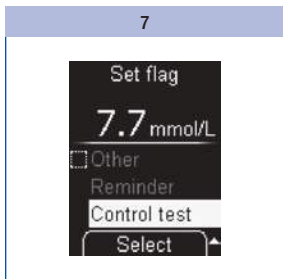 7
Set flag
7.7 mmol/L
Other
Reminder
Control test
Select